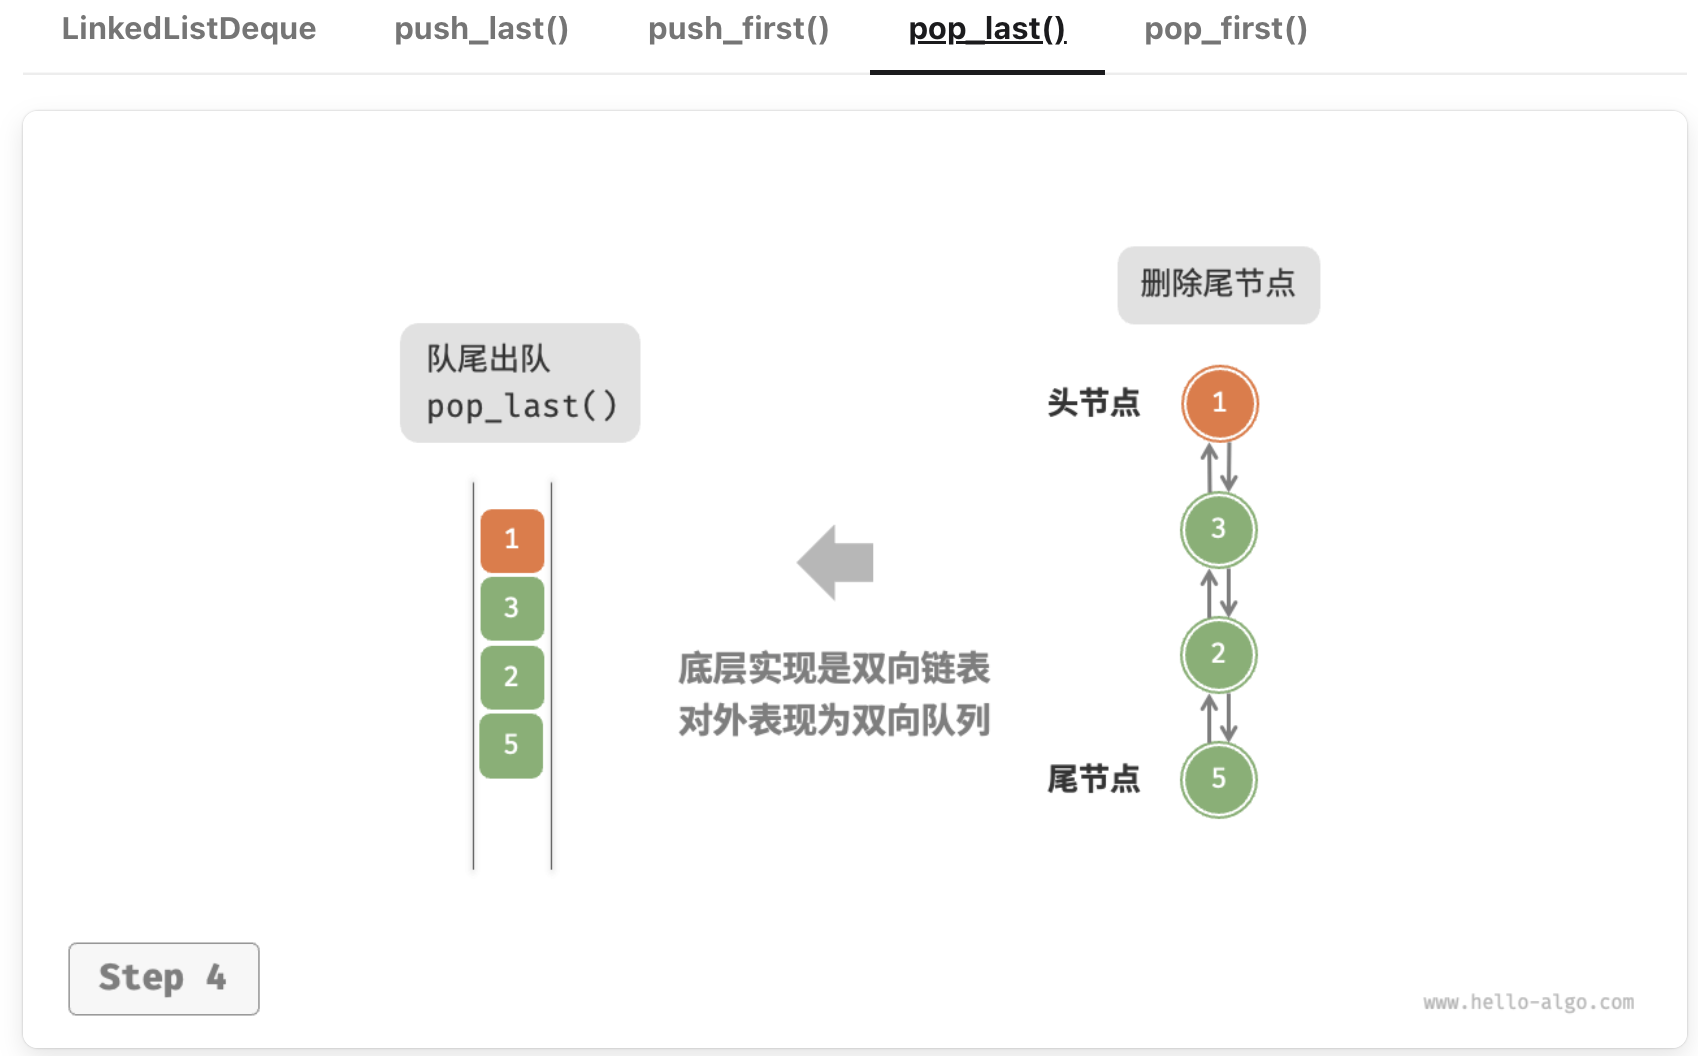 LinkedListDeque push_last() push_first() pop_last() pop_first()
删除尾节点
队尾出队
pop_last()
头节点
1
3
2
5
尾节点
1
3
2
5
底层实现是双向链表
对外表现为双向队列
Step 4
www.hello-algo.com